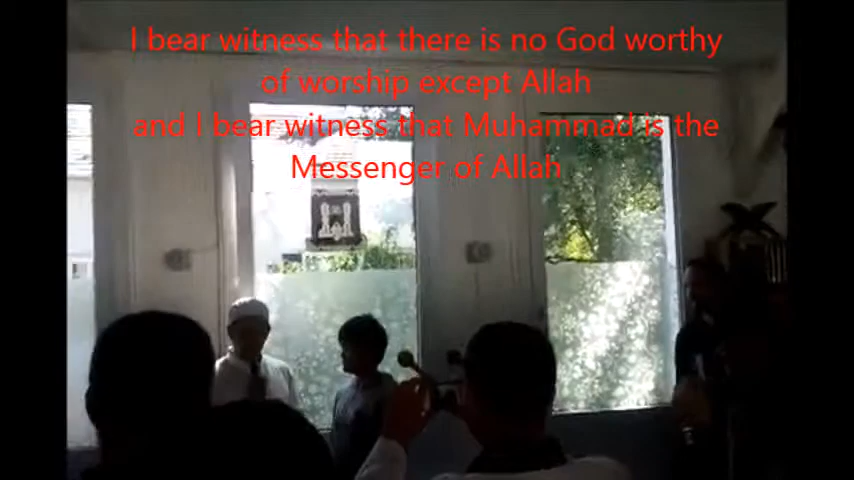 I bear witness that there is no God worthy
of worship except Allah
and I bear witness that Muhammad is the
Messenger of Allah